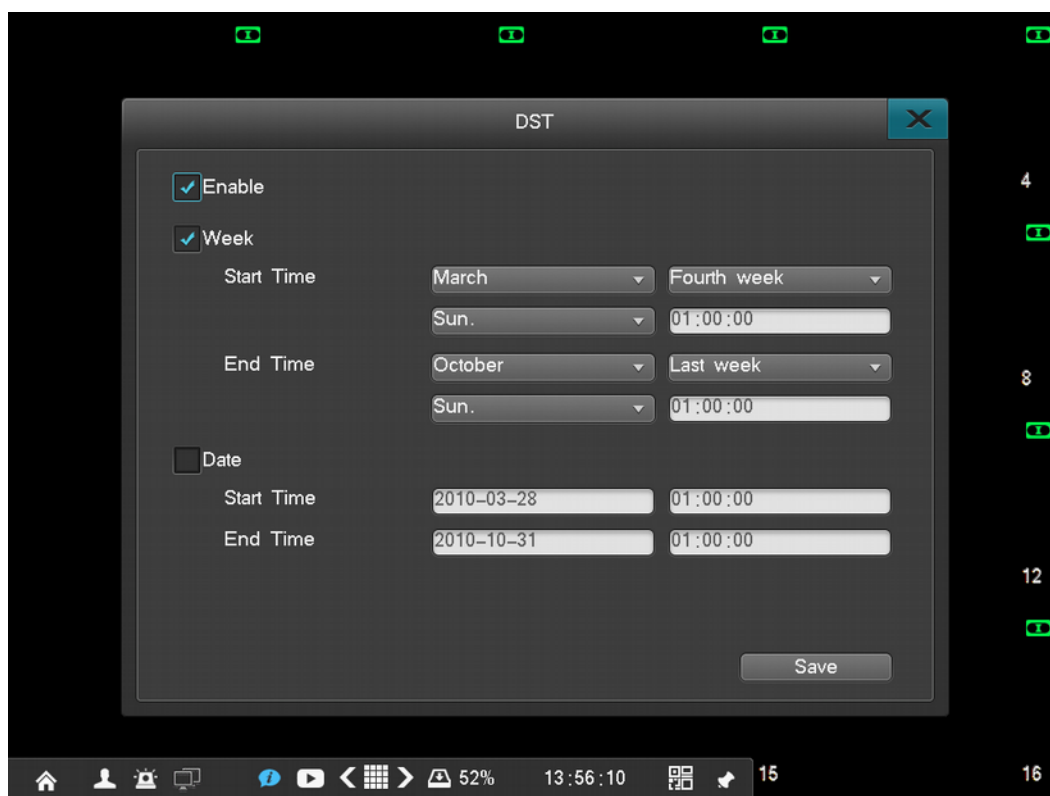 DST
4
Enable
Week
Start Time March Fourth week
Sun. 01:00:00
End Time October Last week
8
Sun. 01:00:00
Date
Start Time 2010-03-28 01:00:00
End Time 2010-10-31 01:00:00
12
Save
52% 13:56:10 15 16